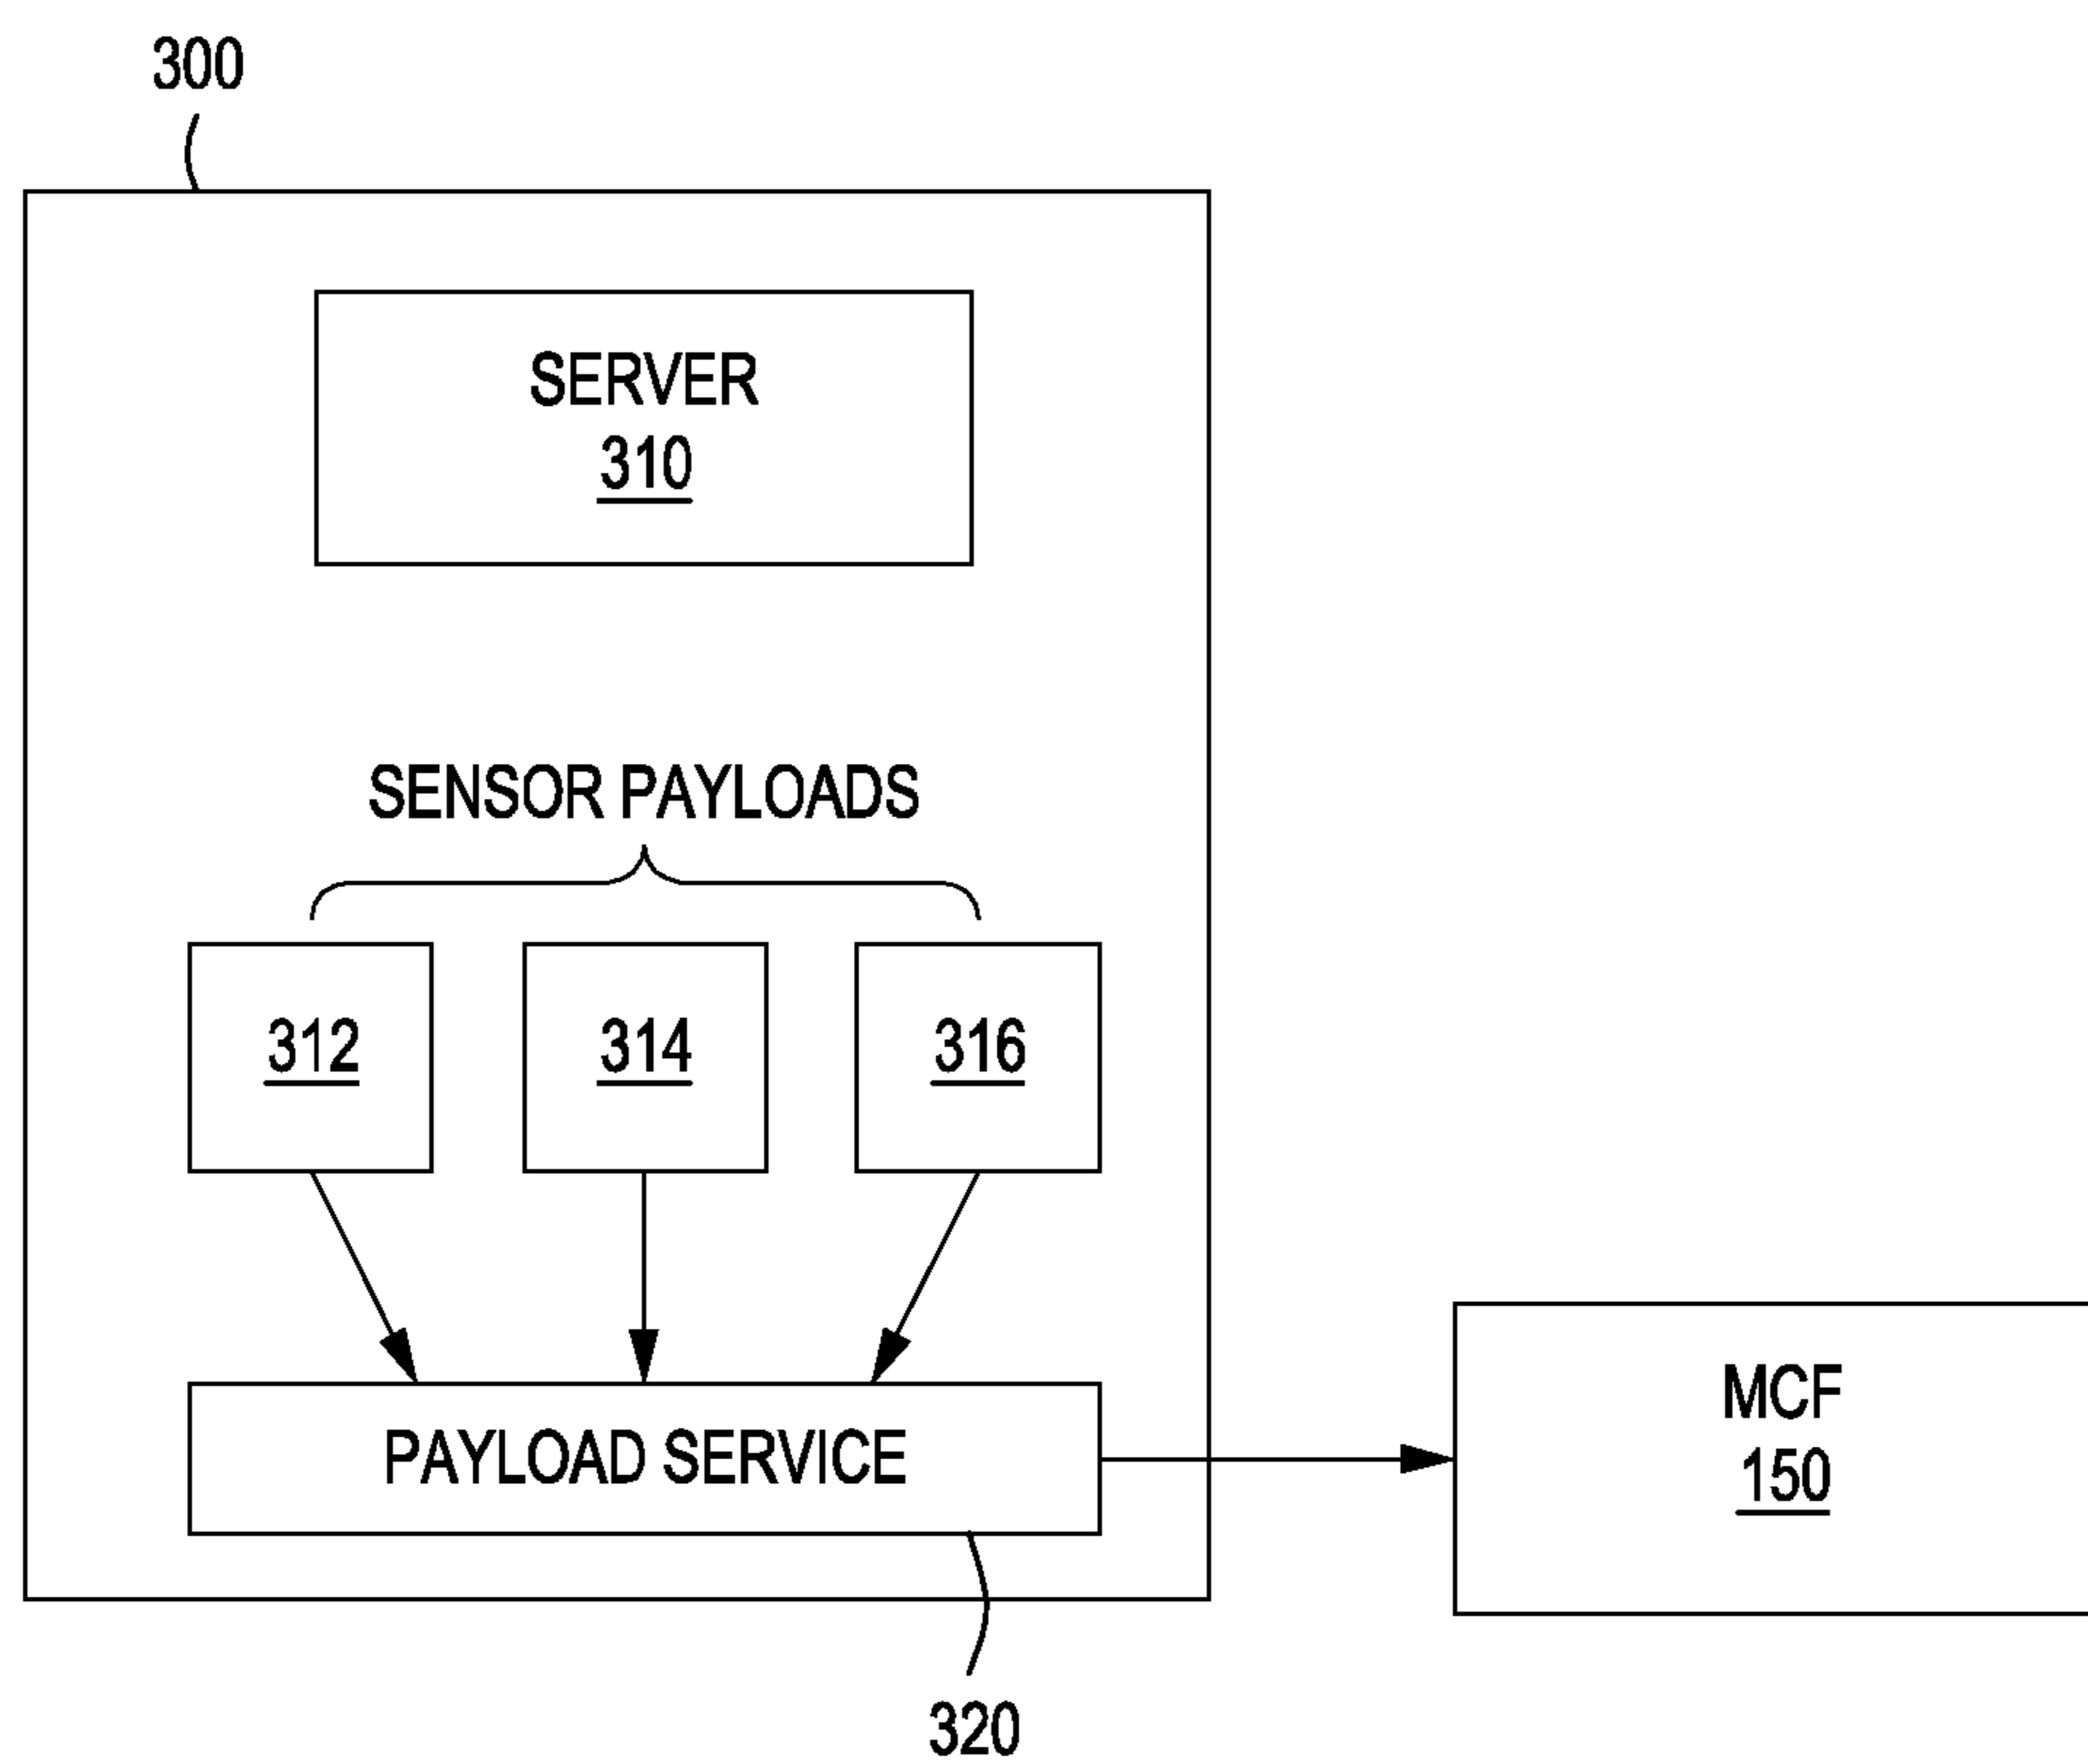 300
SERVER
310
SENSOR PAYLOADS
312
314
316
PAYLOAD SERVICE
MCF
150
320